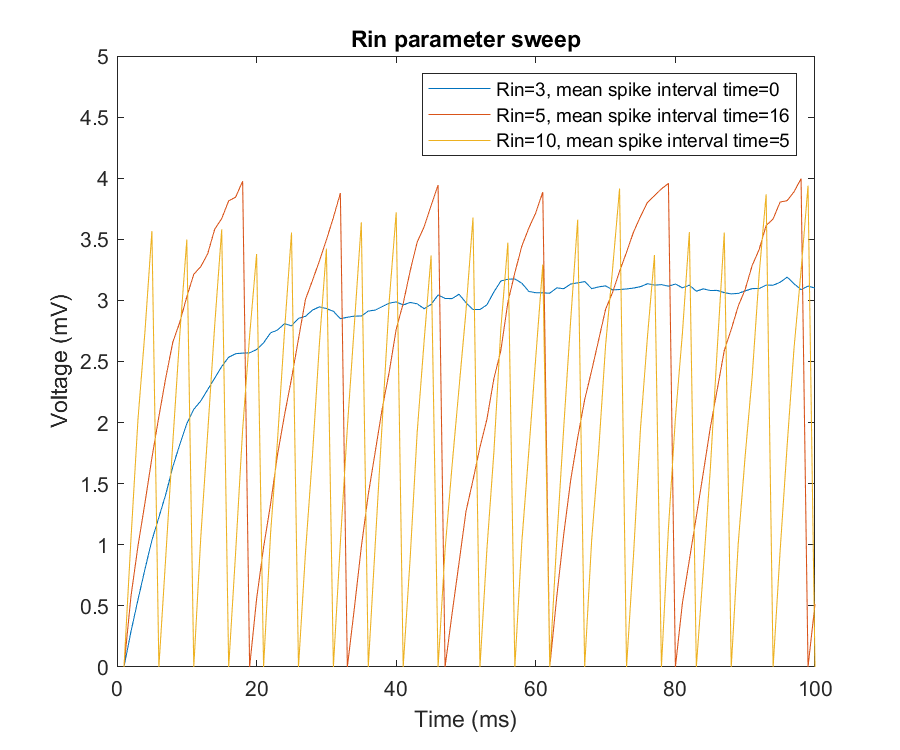 Rin parameter sweep
5
Rin=3, mean spike interval time=0
Rin=5, mean spike interval time=16
Rin=10, mean spike interval time=5
4.5
4
3.5
3
2.5
2
1.5
1
0.5
0
Voltage (mV)
0 20 40 60 80 100
Time (ms)